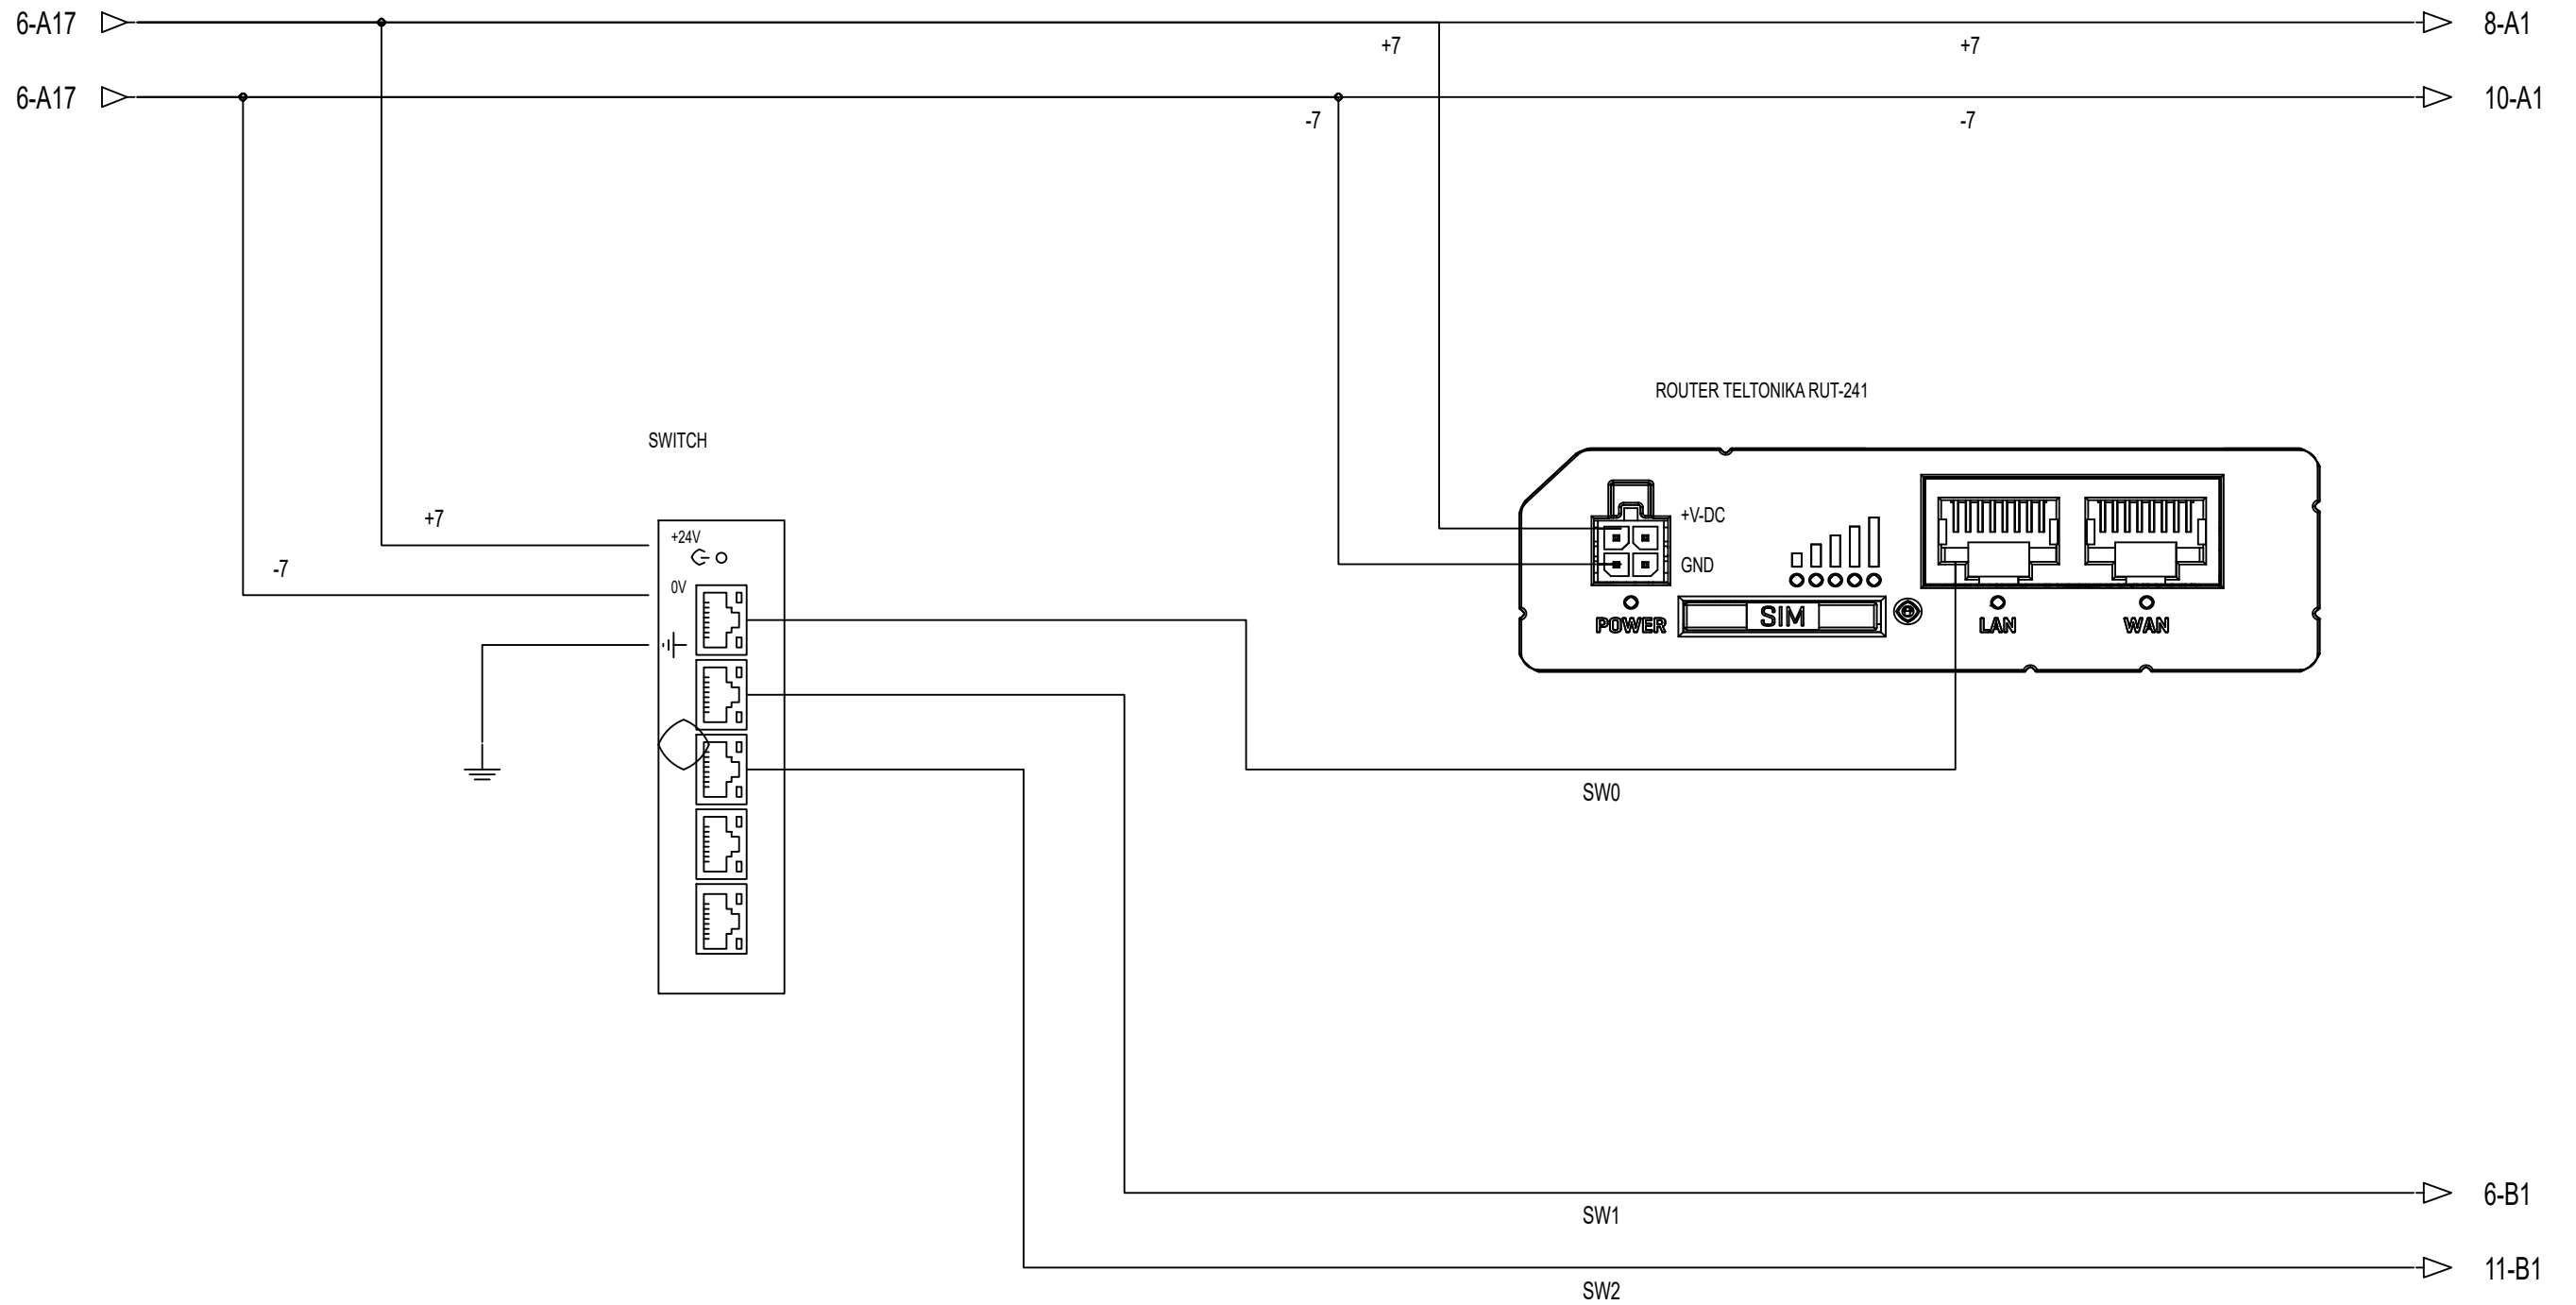 6-A17
8-A1
+7
+7
6-A17
10-A1
-7
-7
ROUTER TELTONIKA RUT-241
SWITCH
+7
+24V
+V-DC
-7
GND
0V
POWER
SIM
LAN
WAN
SW0
6-B1
SW1
11-B1
SW2